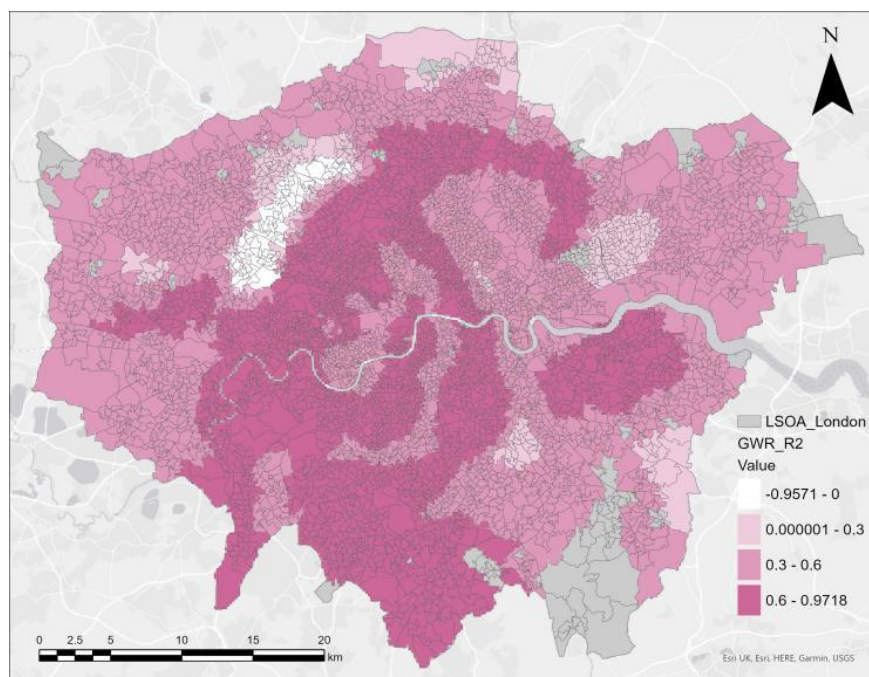 N
LSOA_London
GWR_R2
Value
-0.9571 - 0
0.000001 - 0.3
0.3 - 0.6
0.6 - 0.9718
0 2.5 5 10 15 20
km
Esri UK, Esri, HERE, Garmin, USGS